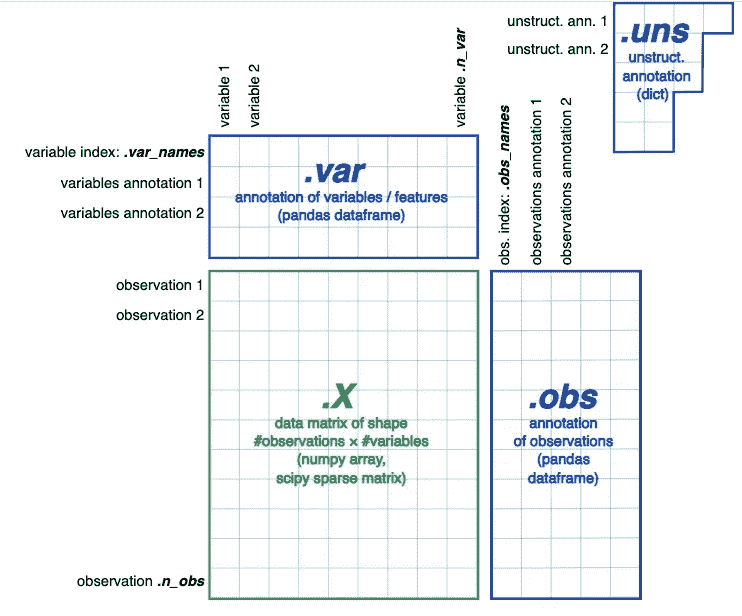 unstruct. ann. 1
unstruct. ann. 2
.uns
unstruct.
annotation
(dict)
variable 1
variable 2
variable .n_var
variable index: .var_names
variables annotation 1
variables annotation 2
.var
annotation of variables / features
(pandas dataframe)
obs. index: .obs_names
observations annotation 1
observations annotation 2
observation 1
observation 2
observation .n_obs
.X
data matrix of shape
#observations × #variables
(numpy array,
scipy sparse matrix)
.obs
annotation
of observations
(pandas
dataframe)